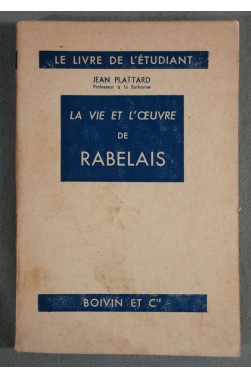 LE LIVRE DE L'ÉTUDIANT
JEAN PLATTARD
Professeur à la Sorbonne
LA VIE ET L'ŒUVRE
DE
RABELAIS
BOIVIN ET Cie